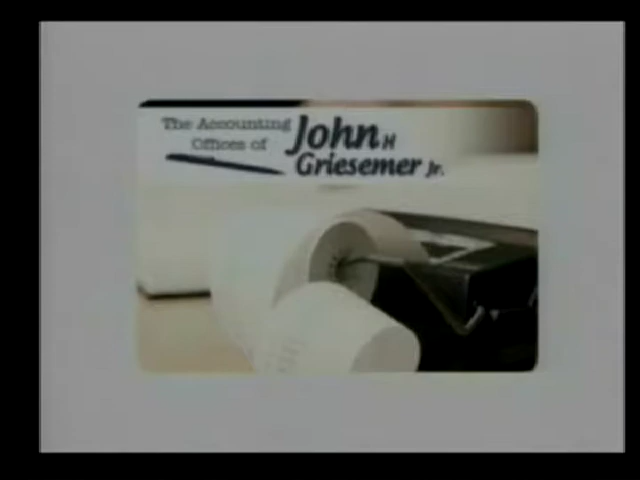 The Accounting
Offices of
John H
Griesemer Jr.